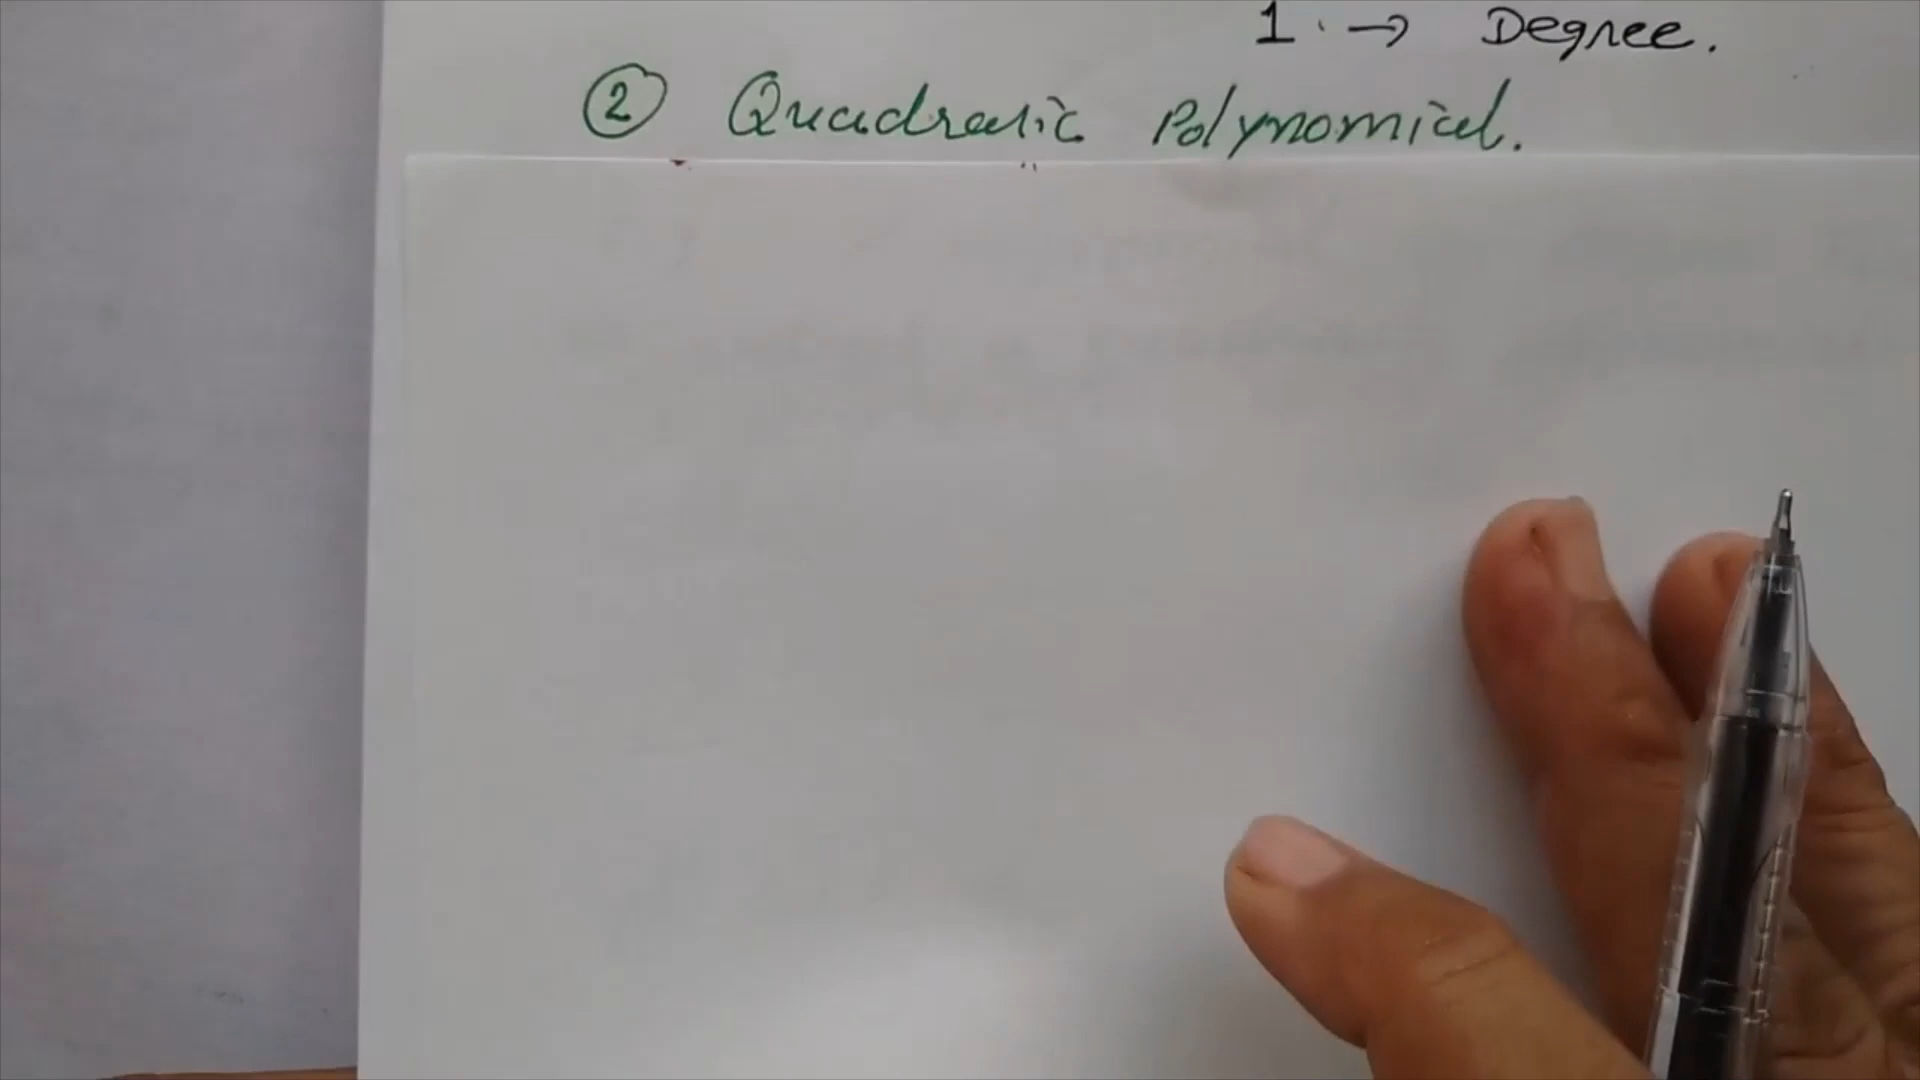 1. → Degree.
② Quadratic Polynomial.